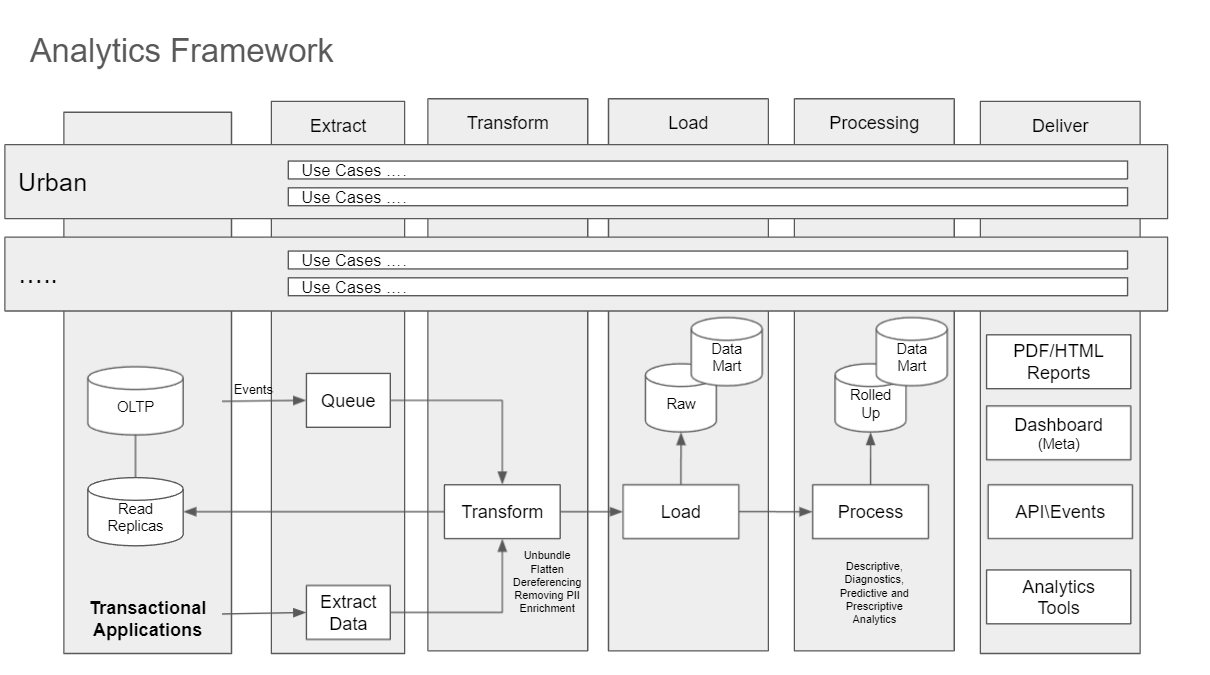 Analytics Framework
Extract
Transform
Load
Processing
Deliver
Urban
Use Cases ….
Use Cases ….
…..
Use Cases ….
Use Cases ….
OLTP
Read
Replicas
Transactional
Applications
Events
Queue
Extract
Data
Transform
Unbundle
Flatten
Dereferencing
Removing PII
Enrichment
Data
Mart
Raw
Load
Data
Mart
Rolled
Up
Process
Descriptive,
Diagnostics,
Predictive and
Prescriptive
Analytics
PDF/HTML
Reports
Dashboard
(Meta)
API\Events
Analytics
Tools